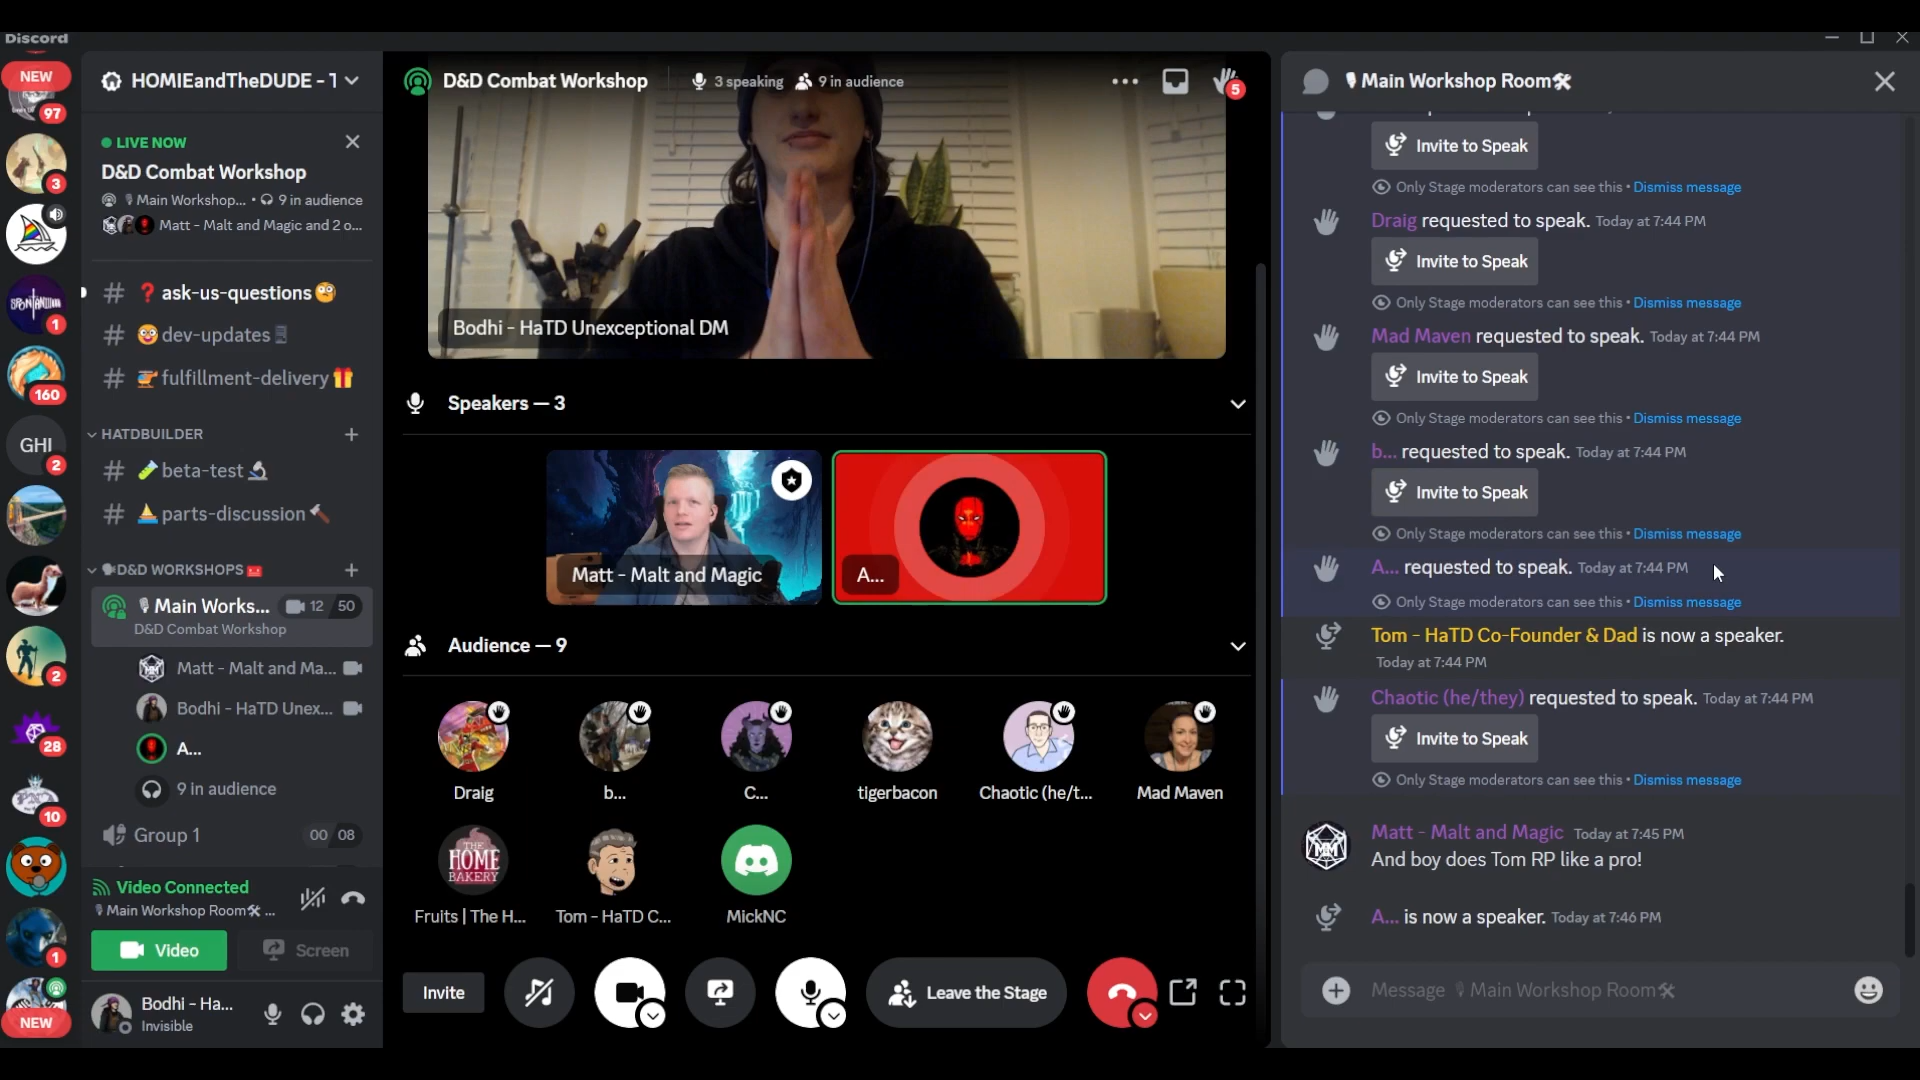 Discord
NEW
97
3
1
160
GHI
2
2
28
10
1
NEW
HOMIEandTheDUDE - T
LIVE NOW
D&D Combat Workshop
🎙Main Workshop... • 9 in audience
Matt - Malt and Magic and 2 o...
# ❓ask-us-questions🧐
# 🤓dev-updates📱
# 🚁fulfillment-delivery🎁
HATDBUILDER
# 🧪beta-test🔬
# ⛵parts-discussion🔨
🗣D&D WORKSHOPS
🎙Main Works... 12 50
D&D Combat Workshop
Matt - Malt and Ma...
Bodhi - HaTD Unex...
A...
9 in audience
Group 1 00 08
Video Connected
🎙Main Workshop Room🛠 ...
Video
Screen
Bodhi - Ha...
Invisible
D&D Combat Workshop
3 speaking
9 in audience
5
Bodhi - HaTD Unexceptional DM
Speakers — 3
Matt - Malt and Magic
A...
Audience — 9
Draig
b...
C...
tigerbacon
Chaotic (he/t...
Mad Maven
THE HOME BAKERY
Fruits | The H...
Tom - HaTD C...
MickNC
Invite
Leave the Stage
🎙Main Workshop Room🛠
Invite to Speak
Only Stage moderators can see this • Dismiss message
Draig requested to speak. Today at 7:44 PM
Invite to Speak
Only Stage moderators can see this • Dismiss message
Mad Maven requested to speak. Today at 7:44 PM
Invite to Speak
Only Stage moderators can see this • Dismiss message
b... requested to speak. Today at 7:44 PM
Invite to Speak
Only Stage moderators can see this • Dismiss message
A... requested to speak. Today at 7:44 PM
Only Stage moderators can see this • Dismiss message
Tom - HaTD Co-Founder & Dad is now a speaker.
Today at 7:44 PM
Chaotic (he/they) requested to speak. Today at 7:44 PM
Invite to Speak
Only Stage moderators can see this • Dismiss message
Matt - Malt and Magic Today at 7:45 PM
And boy does Tom RP like a pro!
A... is now a speaker. Today at 7:46 PM
Message 🎙Main Workshop Room🛠